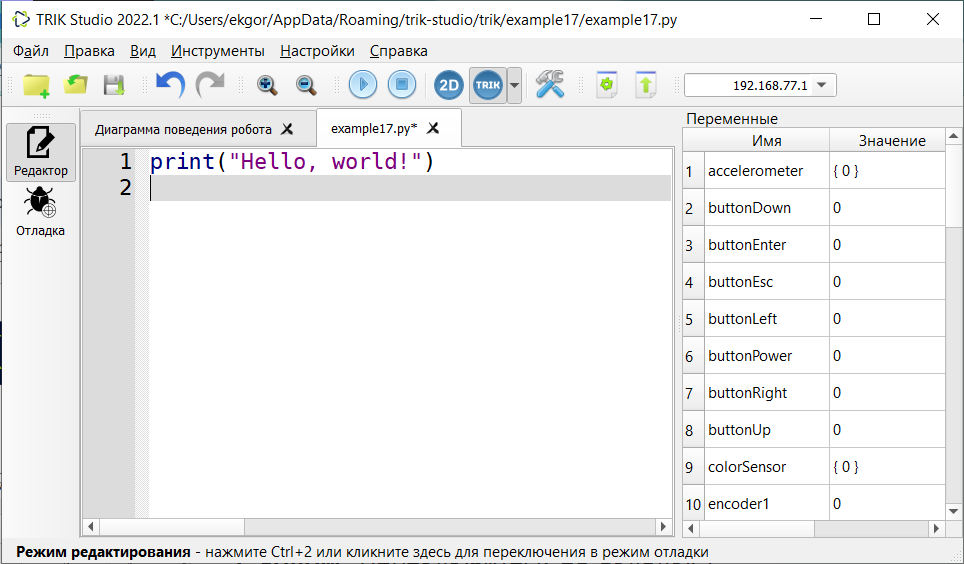 TRIK Studio 2022.1 *C:/Users/ekgor/AppData/Roaming/trik-studio/trik/example17/example17.py
Файл Правка Вид Инструменты Настройки Справка
2D TRIK 192.168.77.1
Редактор
Отладка
Диаграмма поведения робота example17.py*
1 print("Hello, world!")
2
Переменные
Имя Значение
1 accelerometer { 0 }
2 buttonDown 0
3 buttonEnter 0
4 buttonEsc 0
5 buttonLeft 0
6 buttonPower 0
7 buttonRight 0
8 buttonUp 0
9 colorSensor { 0 }
10 encoder1 0
Режим редактирования - нажмите Ctrl+2 или кликните здесь для переключения в режим отладки